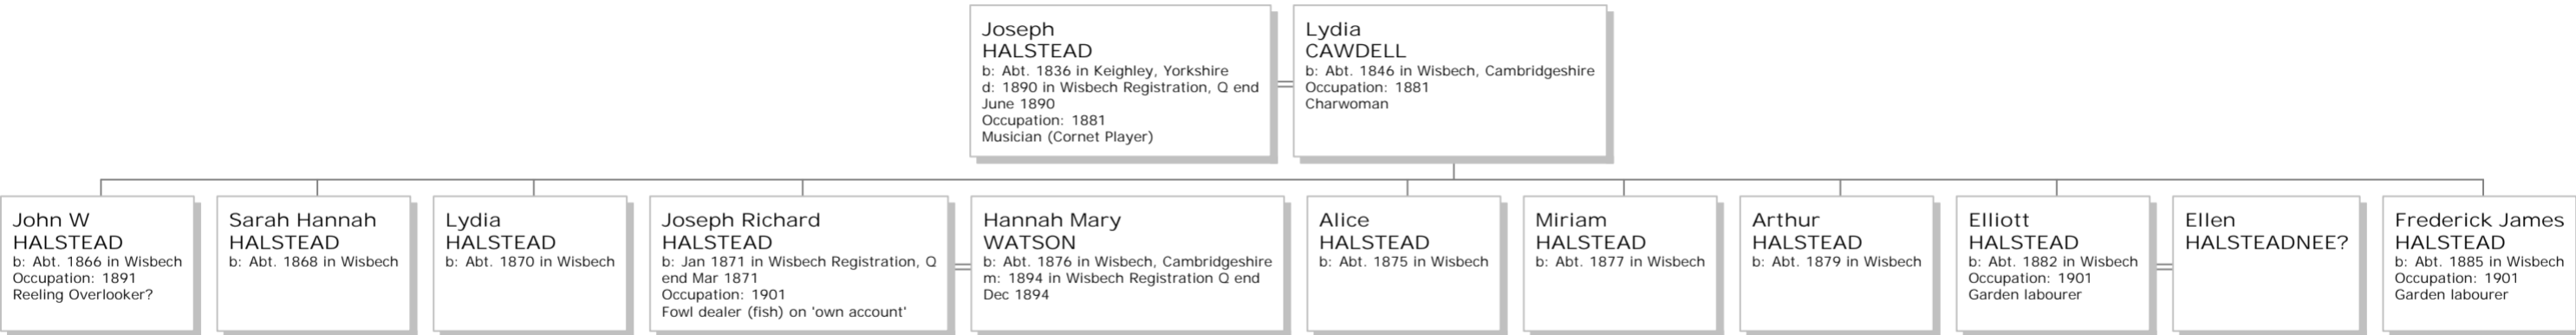 Joseph
HALSTEAD
b: Abt. 1836 in Keighley, Yorkshire
d: 1890 in Wisbech Registration, Q end
June 1890
Occupation: 1881
Musician (Cornet Player)
Lydia
CAWDELL
b: Abt. 1846 in Wisbech, Cambridgeshire
Occupation: 1881
Charwoman
John W
HALSTEAD
b: Abt. 1866 in Wisbech
Occupation: 1891
Reeling Overlooker?
Sarah Hannah
HALSTEAD
b: Abt. 1868 in Wisbech
Lydia
HALSTEAD
b: Abt. 1870 in Wisbech
Joseph Richard
HALSTEAD
b: Jan 1871 in Wisbech Registration, Q
end Mar 1871
Occupation: 1901
Fowl dealer (fish) on 'own account'
Hannah Mary
WATSON
b: Abt. 1876 in Wisbech, Cambridgeshire
m: 1894 in Wisbech Registration Q end
Dec 1894
Alice
HALSTEAD
b: Abt. 1875 in Wisbech
Miriam
HALSTEAD
b: Abt. 1877 in Wisbech
Arthur
HALSTEAD
b: Abt. 1879 in Wisbech
Elliott
HALSTEAD
b: Abt. 1882 in Wisbech
Occupation: 1901
Garden labourer
Ellen
HALSTEADNEE?
Frederick James
HALSTEAD
b: Abt. 1885 in Wisbech
Occupation: 1901
Garden labourer